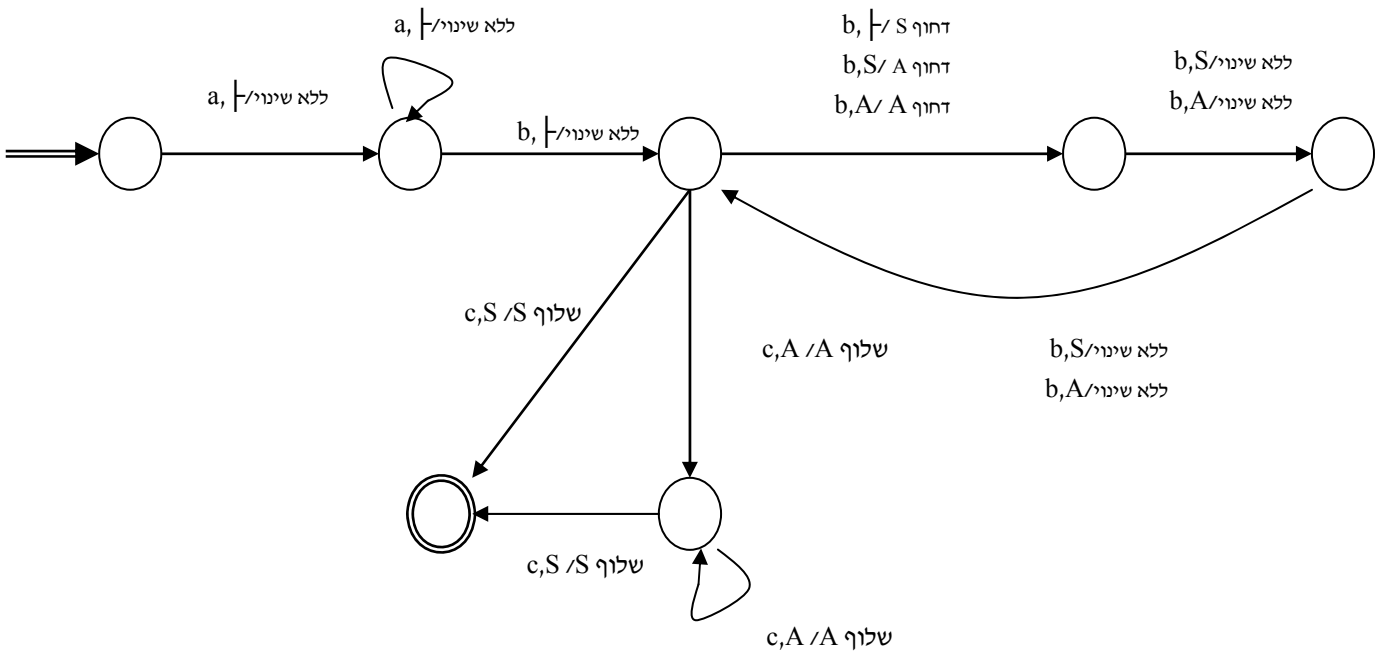 a, ⊢/ללא שינוי
b, ⊢/ S דחוף
b,S/ A דחוף
b,A/ A דחוף
b,S/ללא שינוי
b,A/ללא שינוי
a, ⊢/ללא שינוי
b, ⊢/ללא שינוי
c,S /S שלוף
c,A /A שלוף
b,S/ללא שינוי
b,A/ללא שינוי
c,S /S שלוף
c,A /A שלוף